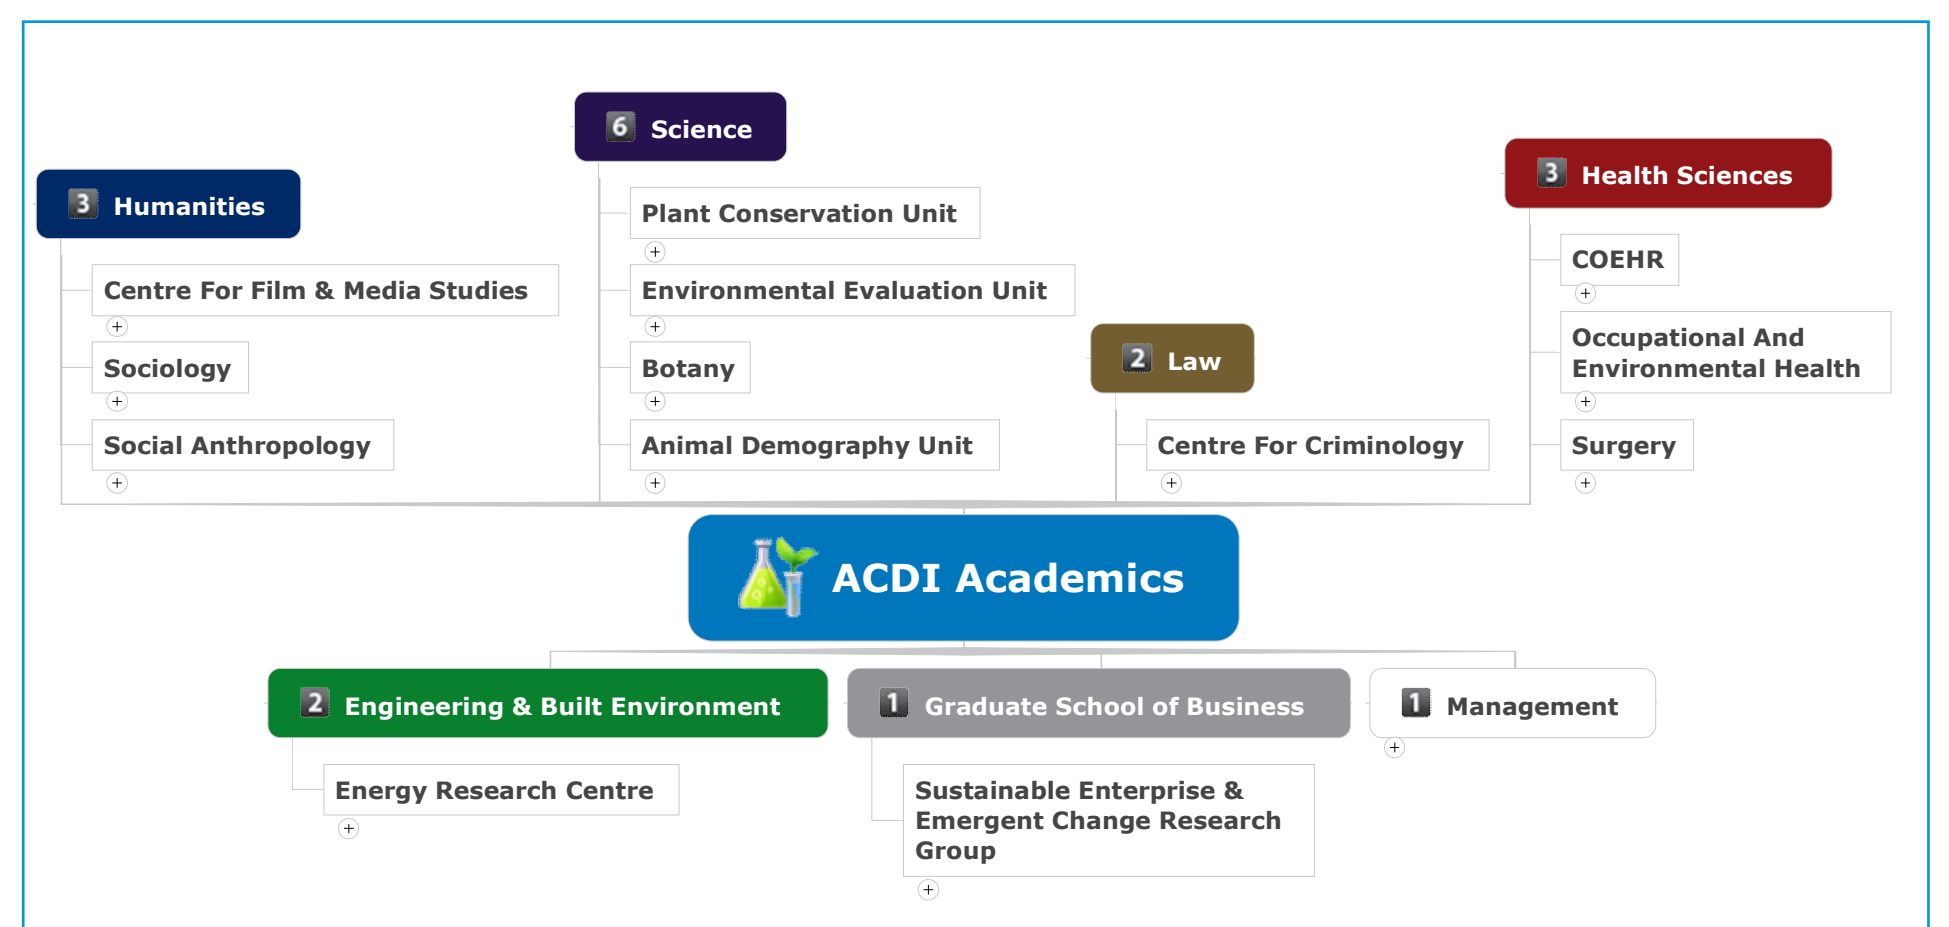 3 Humanities
Centre For Film & Media Studies
Sociology
Social Anthropology
6 Science
Plant Conservation Unit
Environmental Evaluation Unit
Botany
Animal Demography Unit
2 Law
Centre For Criminology
3 Health Sciences
COEHR
Occupational And
Environmental Health
Surgery
ACDI Academics
2 Engineering & Built Environment
Energy Research Centre
1 Graduate School of Business
Sustainable Enterprise &
Emergent Change Research
Group
1 Management